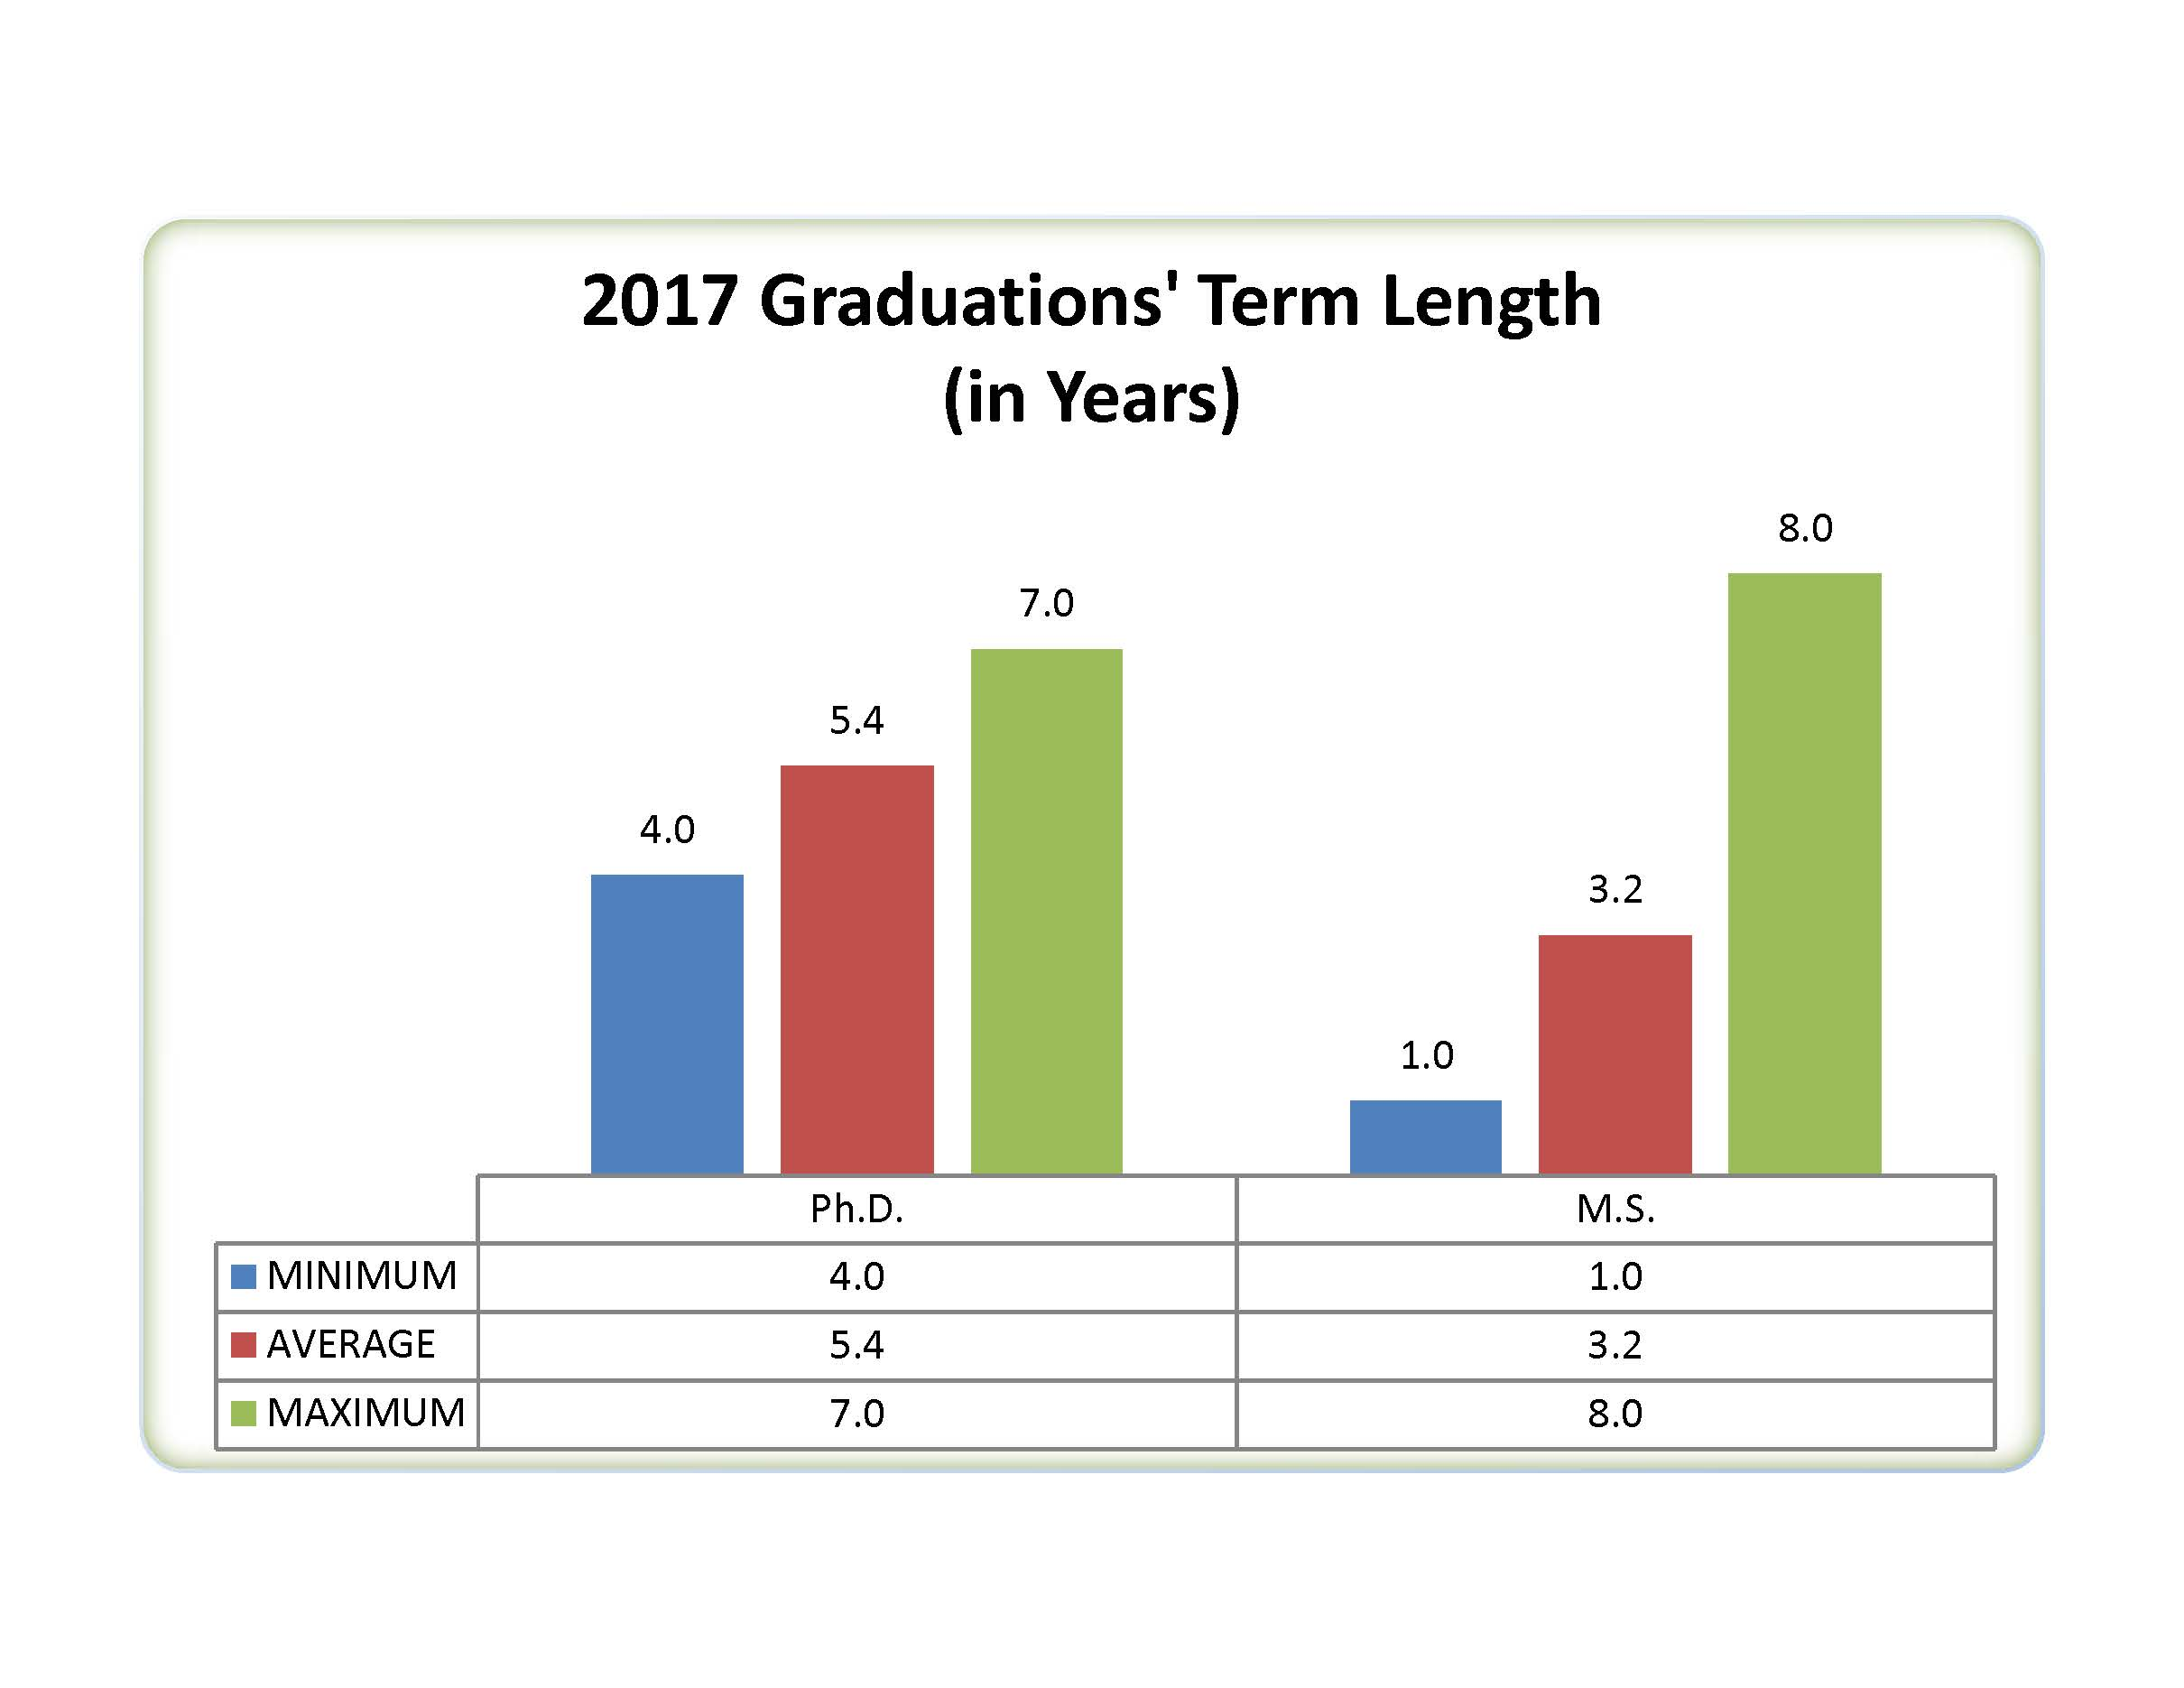 2017 Graduations' Term Length
(in Years)
8.0
7.0
5.4
4.0
3.2
1.0
Ph.D. M.S.
MINIMUM 4.0 1.0
AVERAGE 5.4 3.2
MAXIMUM 7.0 8.0